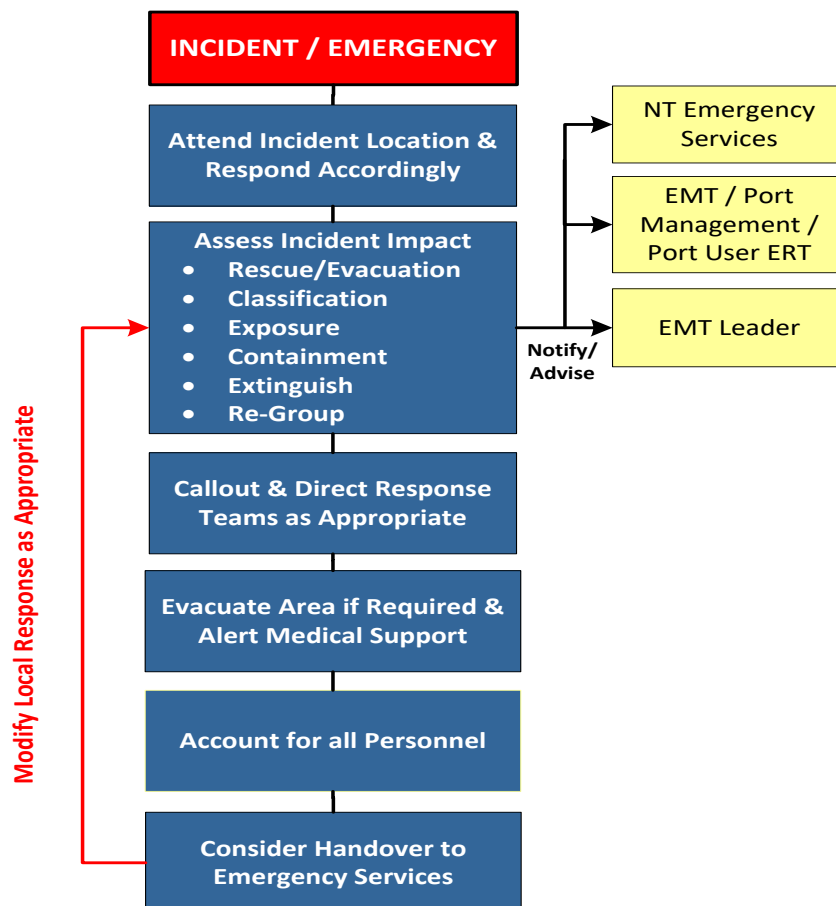 INCIDENT / EMERGENCY
Attend Incident Location &
Respond Accordingly
Assess Incident Impact
• Rescue/Evacuation
• Classification
• Exposure
• Containment
• Extinguish
• Re-Group
Notify/
Advise
NT Emergency
Services
EMT / Port
Management /
Port User ERT
EMT Leader
Callout & Direct Response
Teams as Appropriate
Evacuate Area if Required &
Alert Medical Support
Account for all Personnel
Consider Handover to
Emergency Services
Modify Local Response as Appropriate